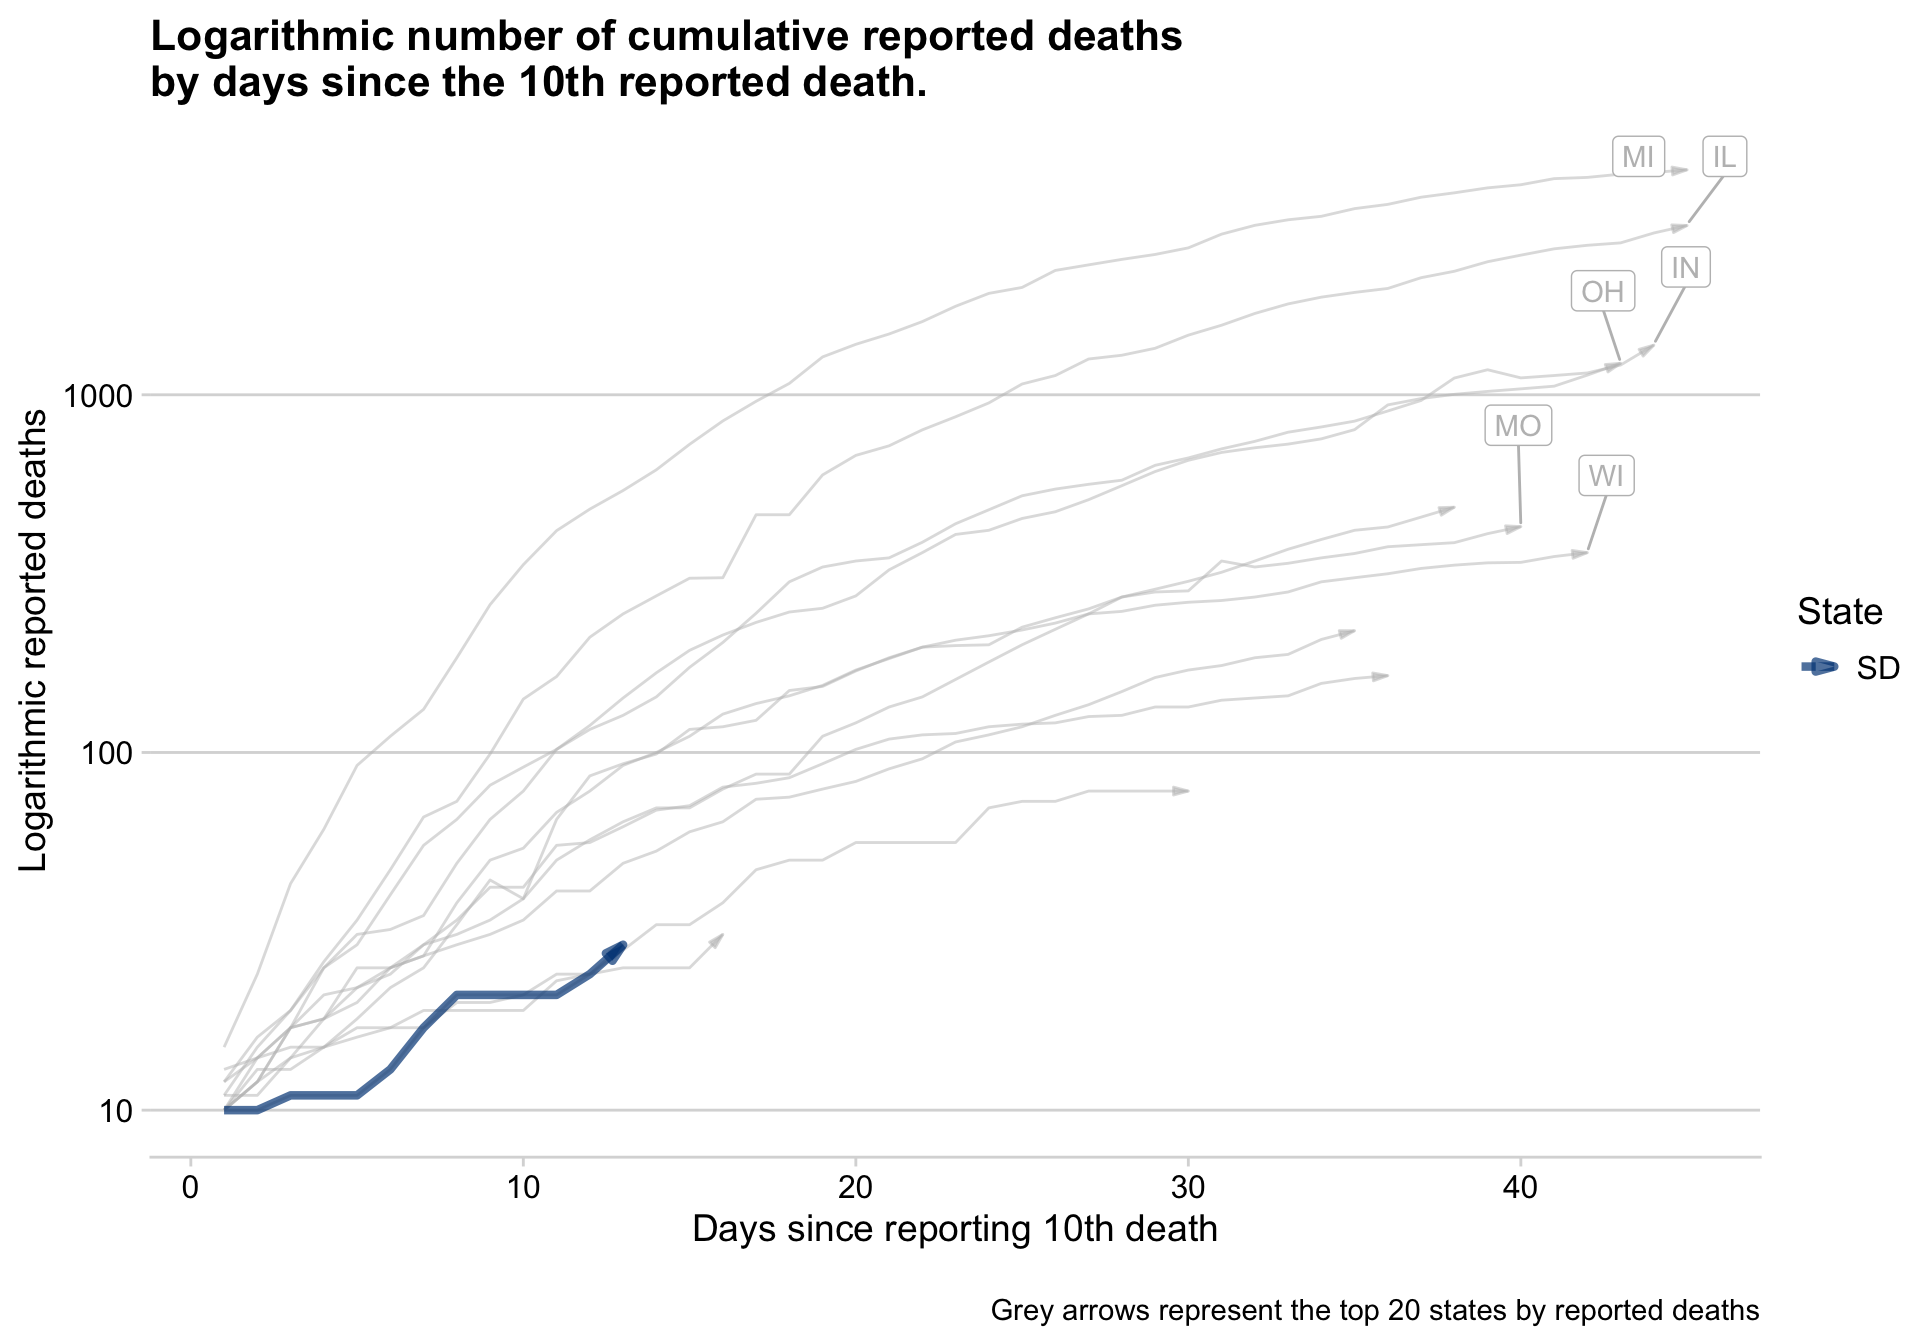 Logarithmic number of cumulative reported deaths
by days since the 10th reported death.
MI
IL
IN
OH
MO
WI
1000
100
10
Logarithmic reported deaths
State
SD
0
10
20
30
40
Days since reporting 10th death
Grey arrows represent the top 20 states by reported deaths